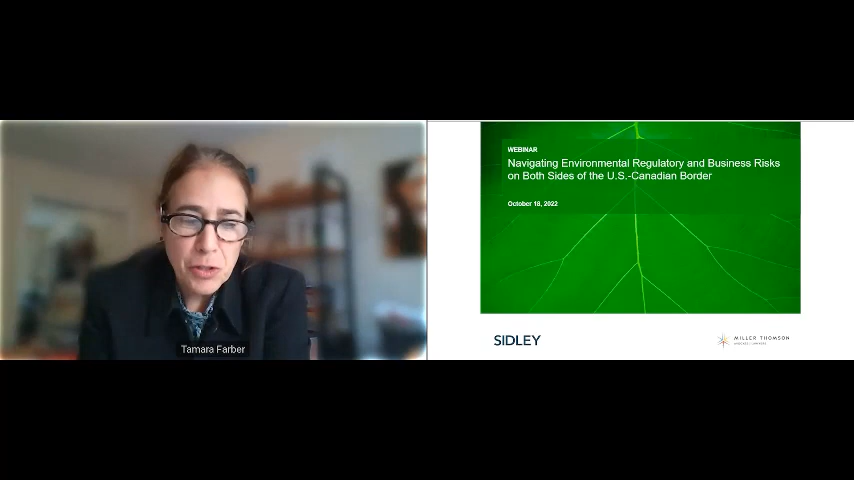 Tamara Farber
WEBINAR
Navigating Environmental Regulatory and Business Risks
on Both Sides of the U.S.-Canadian Border
October 18, 2022
SIDLEY
MILLER THOMSON